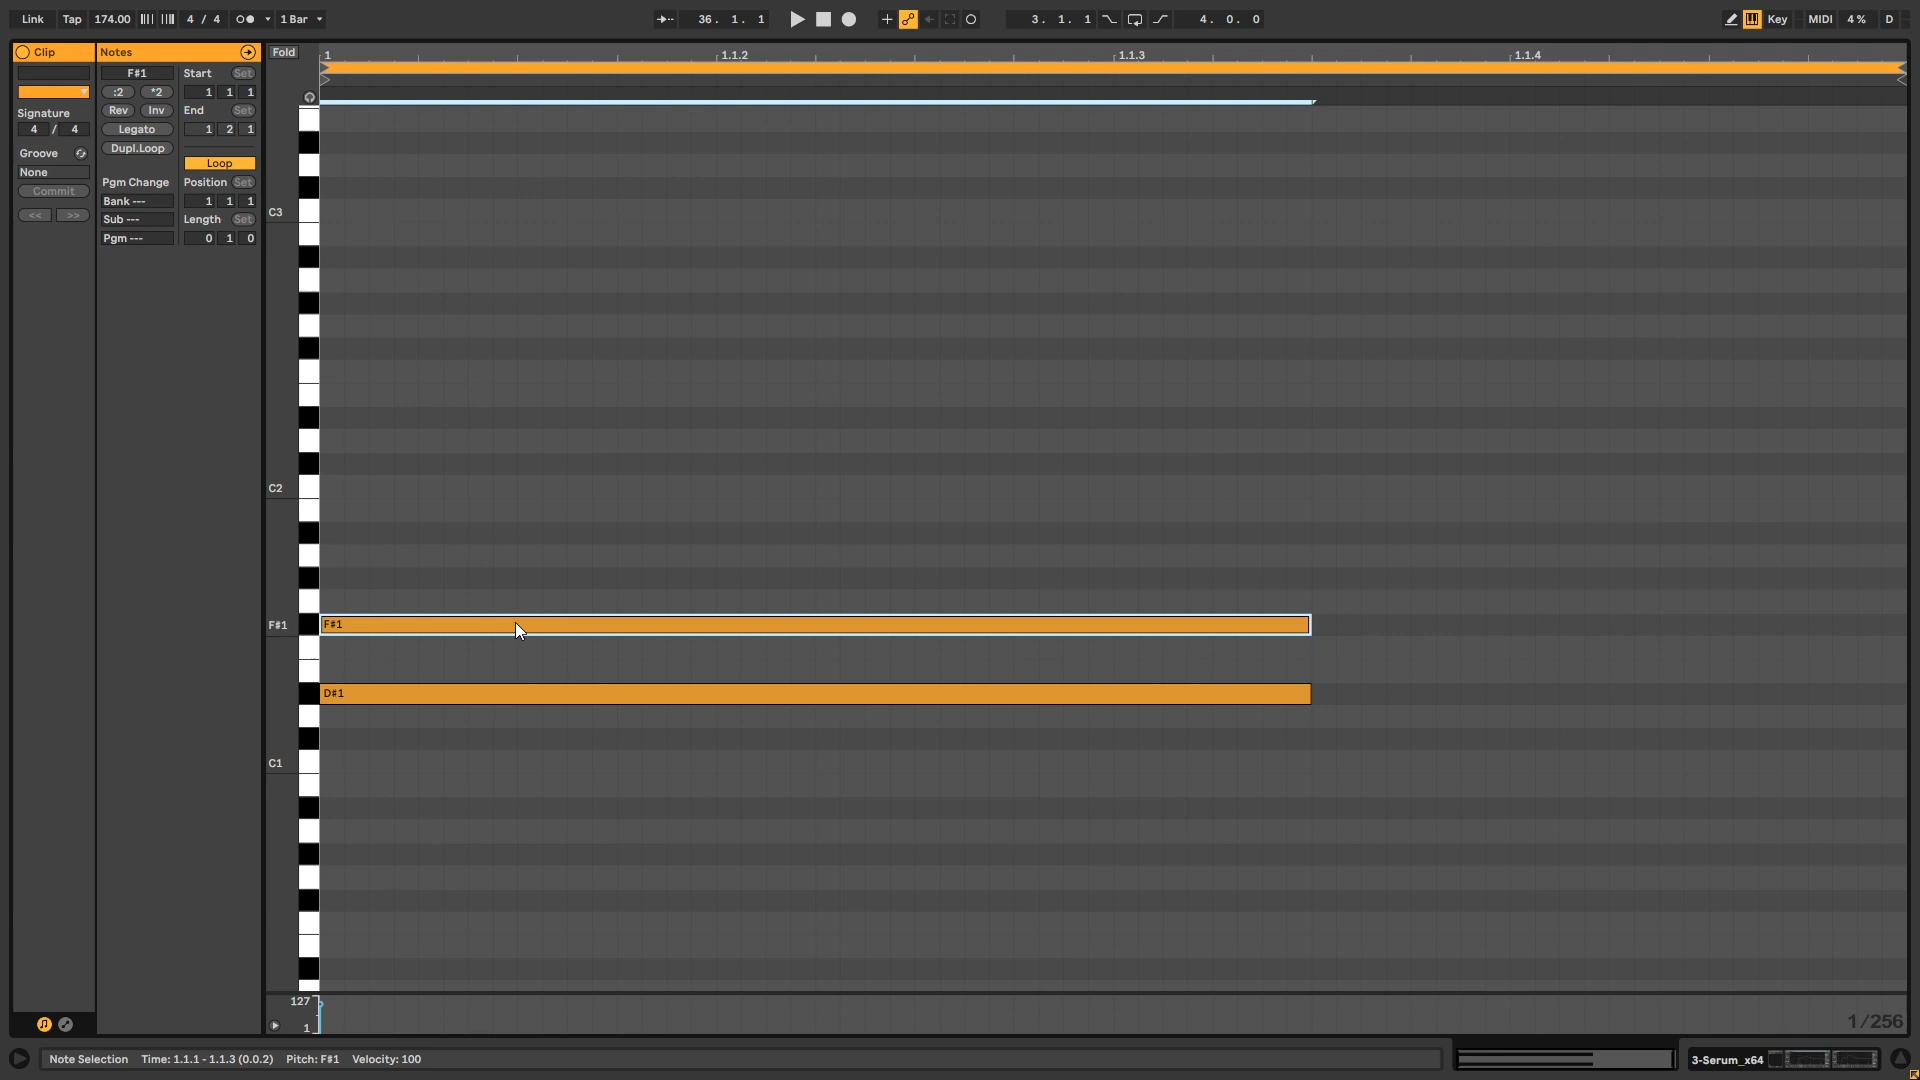 Link Tap 174.00 4 / 4 1 Bar 36. 1. 1 3. 1. 1 4. 0. 0 Key MIDI 4 % D
Clip Notes Fold 1 1.1.2 1.1.3 1.1.4
F#1 Start Set
:2 *2 1 1 1
Signature Rev Inv End Set
4 / 4 Legato 1 2 1
Groove Dupl.Loop
None Loop
Commit Pgm Change Position Set
<< >> Bank --- 1 1 1
Sub --- Length Set
Pgm --- 0 1 0
C3
C2
F#1 F#1
D#1
C1
127
1
1/256
Note Selection Time: 1.1.1 - 1.1.3 (0.0.2) Pitch: F#1 Velocity: 100 3-Serum_x64